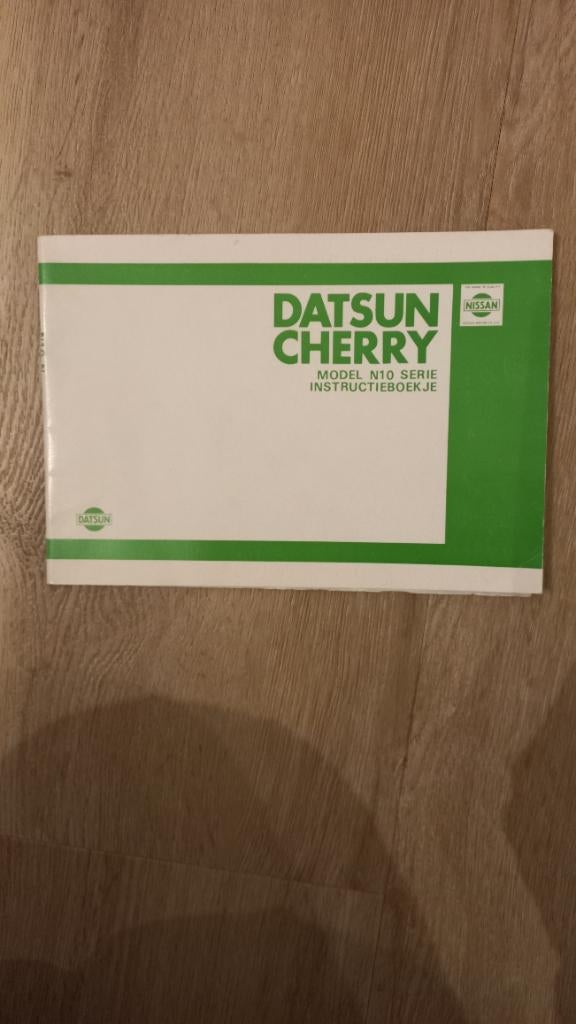 DATSUN
CHERRY
MODEL N10 SERIE
INSTRUCTIEBOEKJE
NISSAN
DATSUN